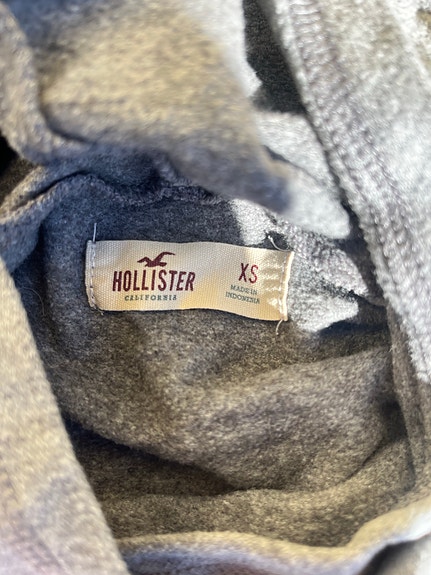 HOLLISTER
CALIFORNIA
XS
MADE IN
INDONESIA